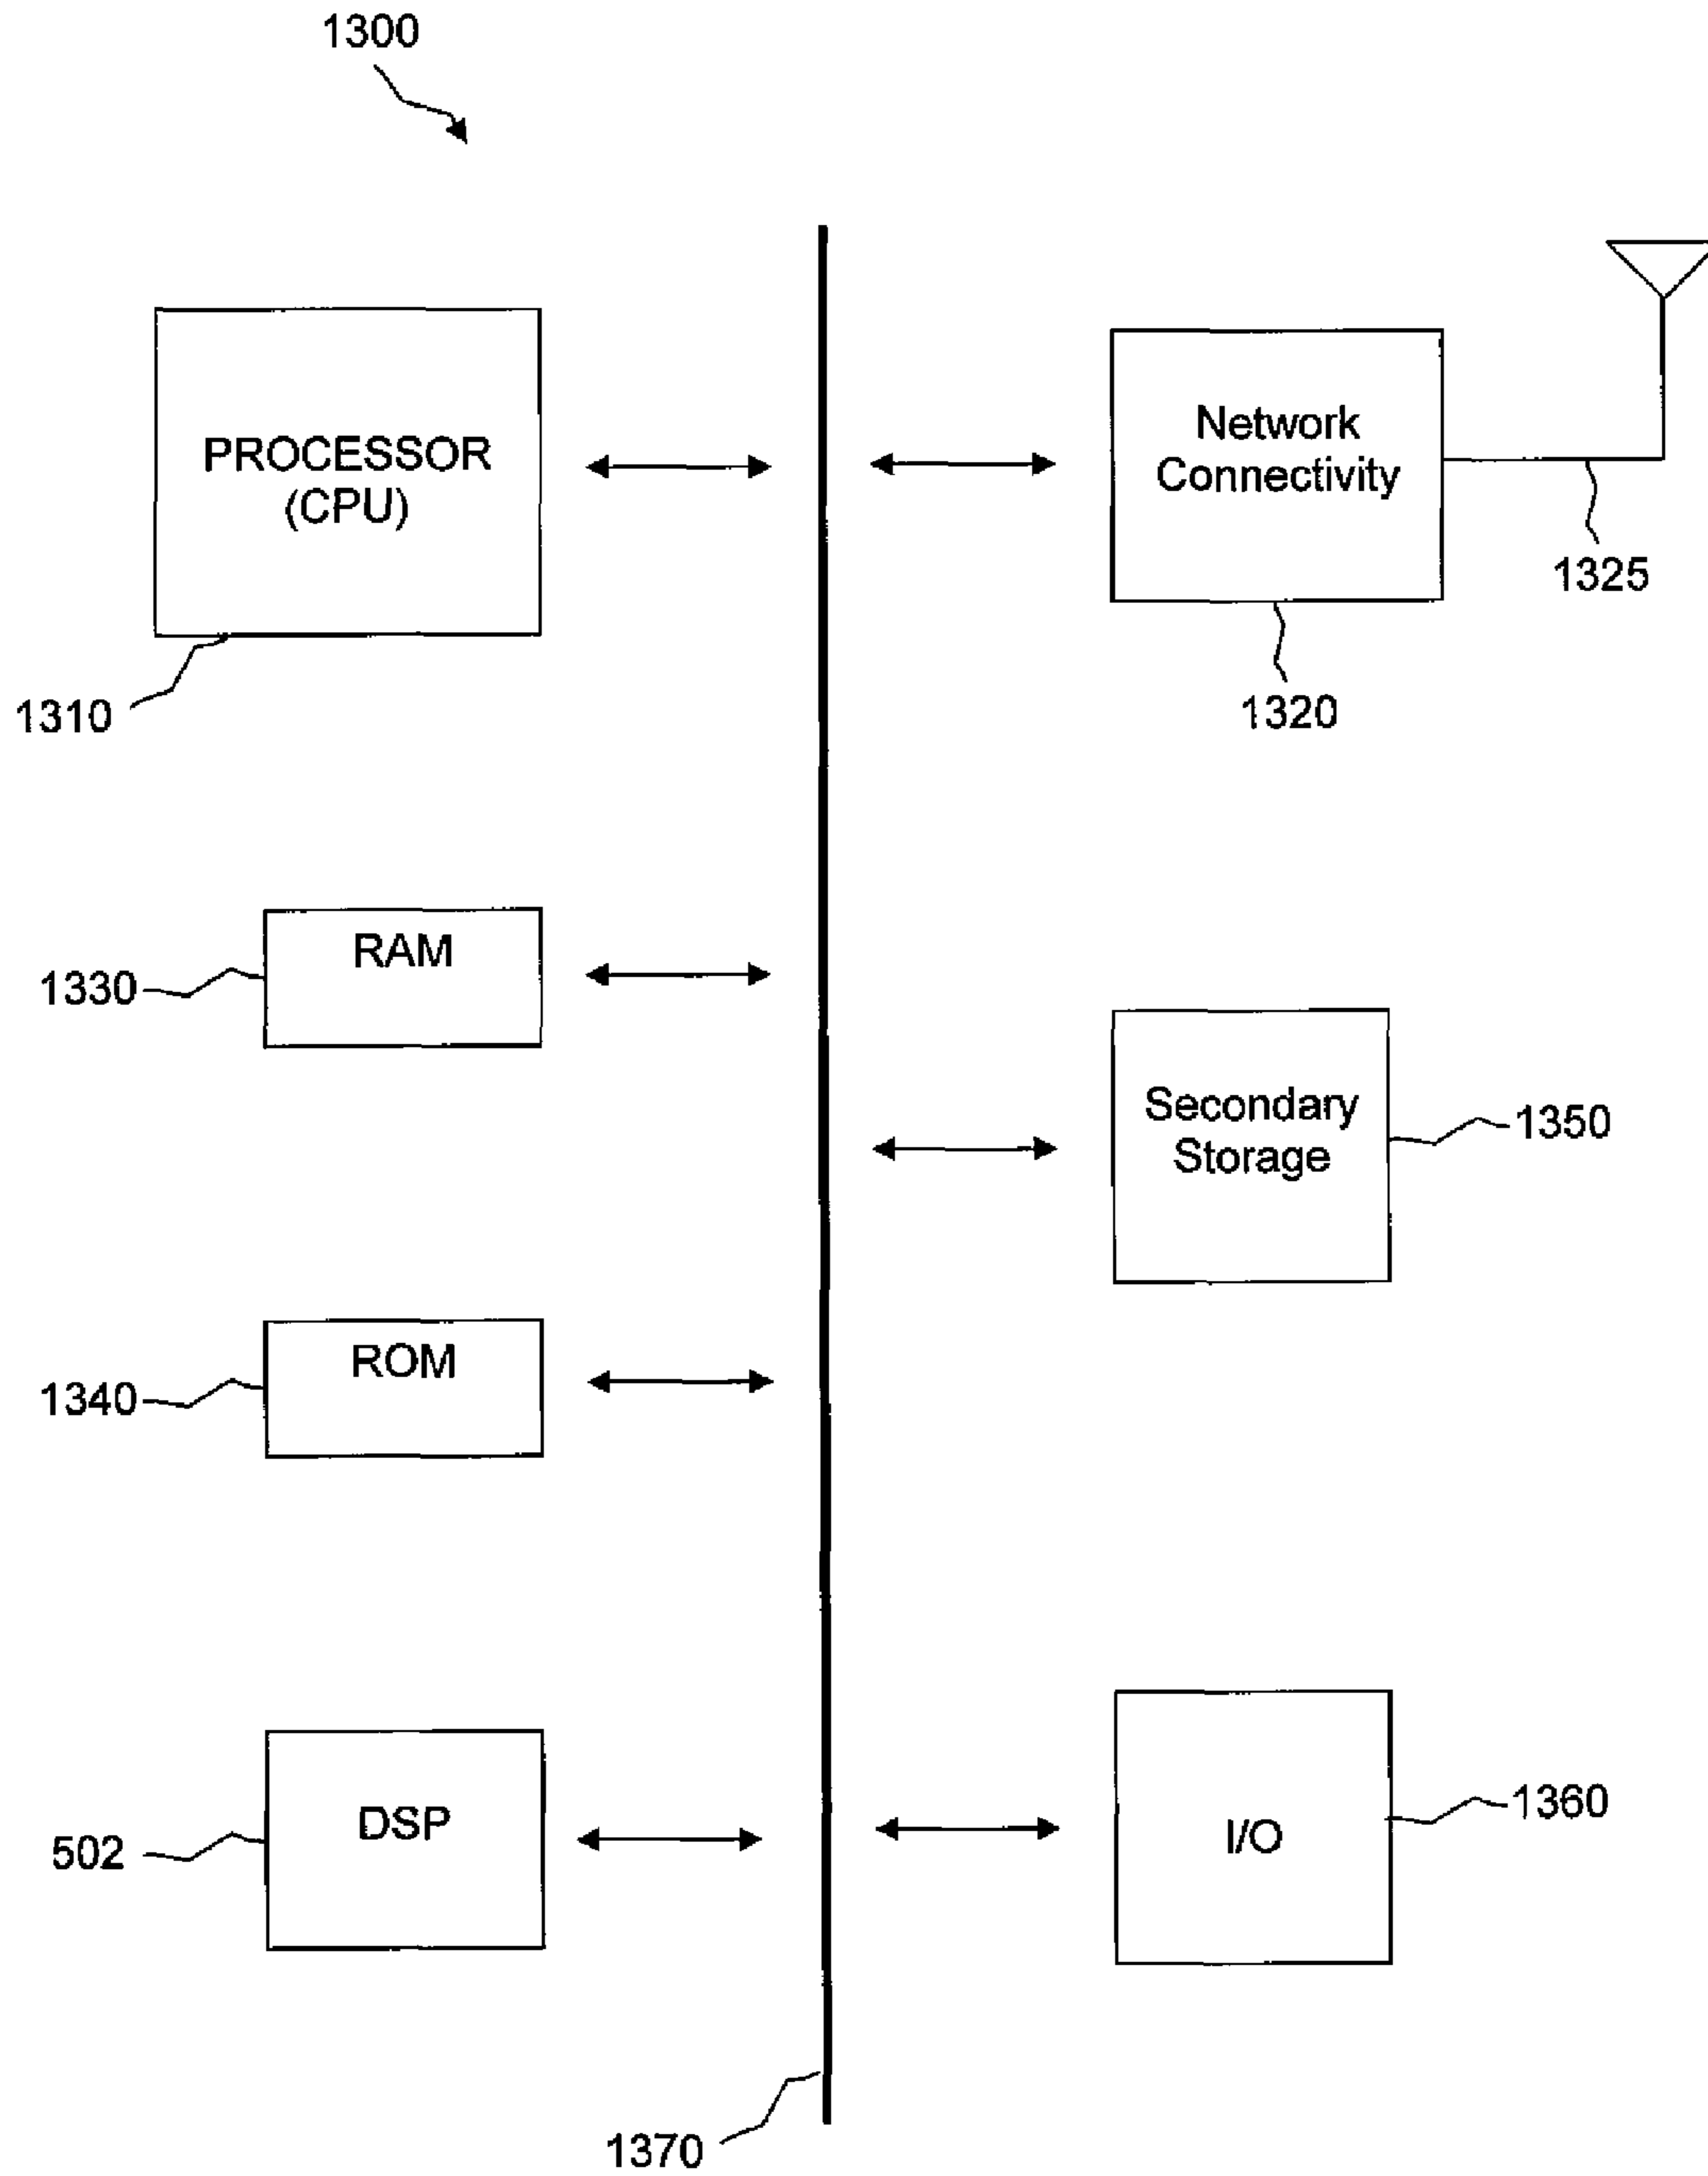 1300
PROCESSOR
(CPU)
1310
Network
Connectivity
1325
1320
RAM
1330
Secondary
Storage
1350
ROM
1340
DSP
502
I/O
1360
1370